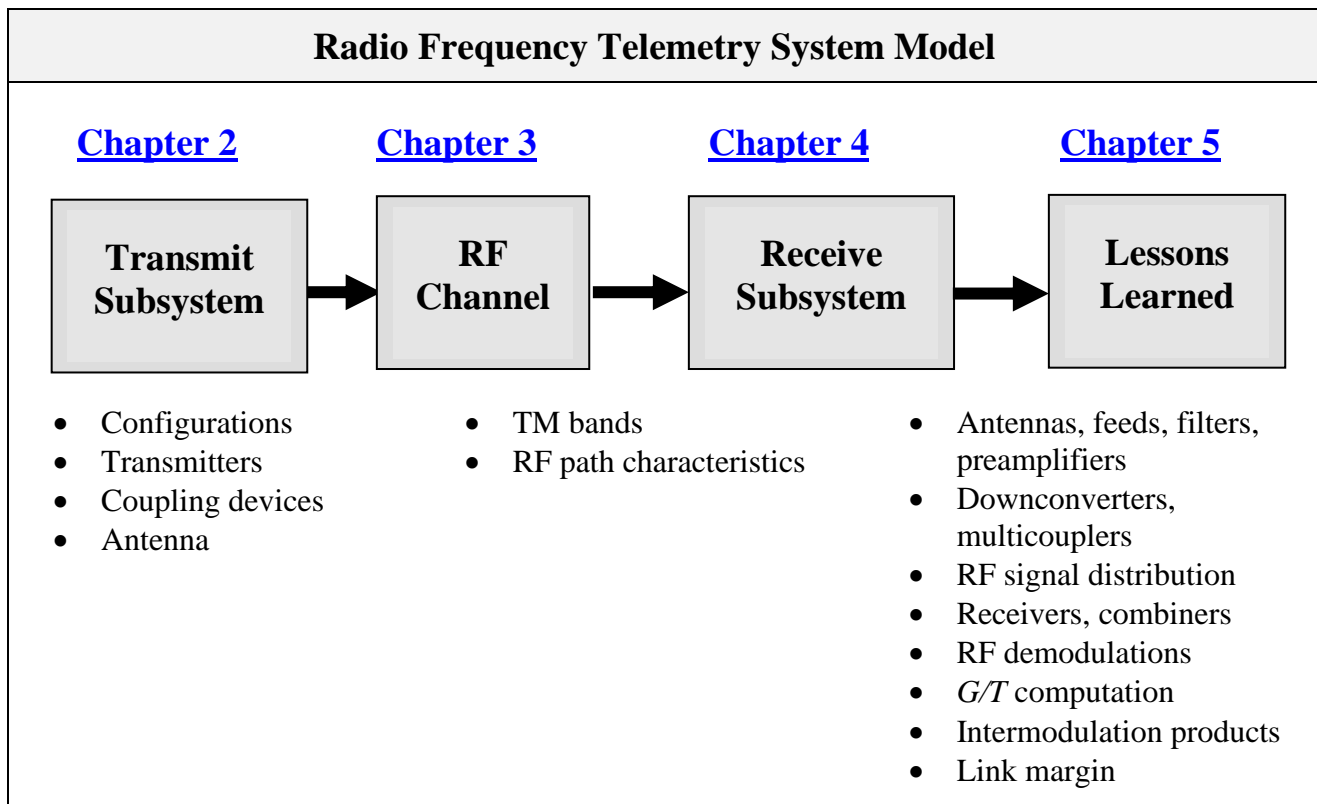 Radio Frequency Telemetry System Model
Chapter 2
Chapter 3
Chapter 4
Chapter 5
Transmit
Subsystem
RF
Channel
Receive
Subsystem
Lessons
Learned
• Configurations
• Transmitters
• Coupling devices
• Antenna
• TM bands
• RF path characteristics
• Antennas, feeds, filters,
preamplifiers
• Downconverters,
multicouplers
• RF signal distribution
• Receivers, combiners
• RF demodulations
• G/T computation
• Intermodulation products
• Link margin